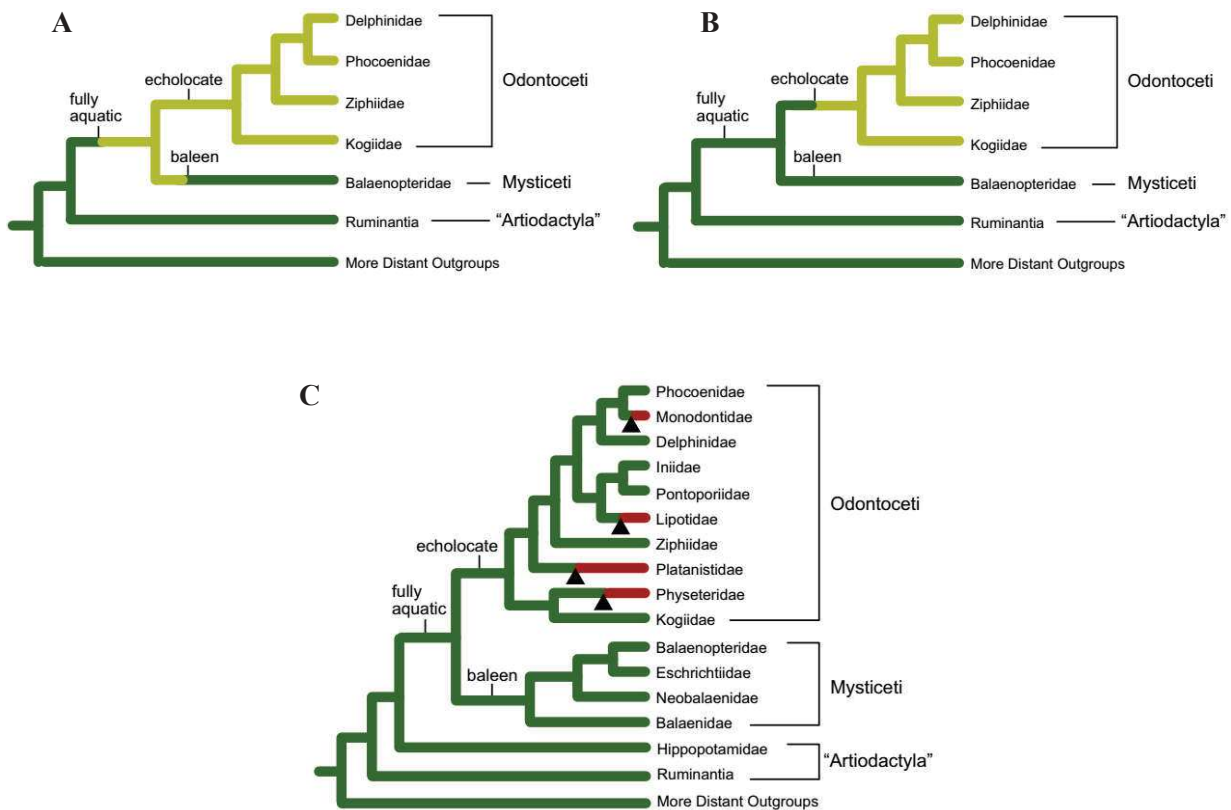 A
Delphinidae
Phocoenidae
Ziphiidae
Kogiidae
Balaenopteridae
Ruminantia
More Distant Outgroups
echolocate
fully
aquatic
baleen
Odontoceti
Mysticeti
“Artiodactyla”
B
Delphinidae
Phocoenidae
Ziphiidae
Kogiidae
Balaenopteridae
Ruminantia
More Distant Outgroups
echolocate
fully
aquatic
baleen
Odontoceti
Mysticeti
“Artiodactyla”
C
Phocoenidae
Monodontidae
Delphinidae
Iniidae
Pontoporiidae
Lipotidae
Ziphiidae
Platanistidae
Physeteridae
Kogiidae
Balaenopteridae
Eschrichtiidae
Neobalaenidae
Balaenidae
Hippopotamidae
Ruminantia
More Distant Outgroups
echolocate
fully
aquatic
baleen
Odontoceti
Mysticeti
“Artiodactyla”